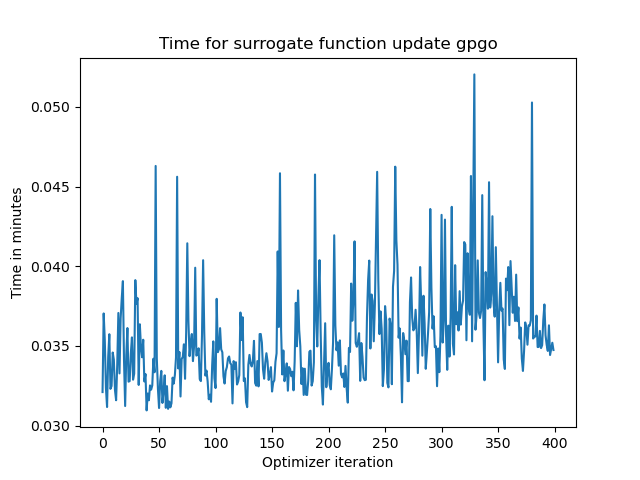 Time for surrogate function update gpgo
0.050
0.045
0.040
0.035
0.030
Time in minutes
0 50 100 150 200 250 300 350 400
Optimizer iteration